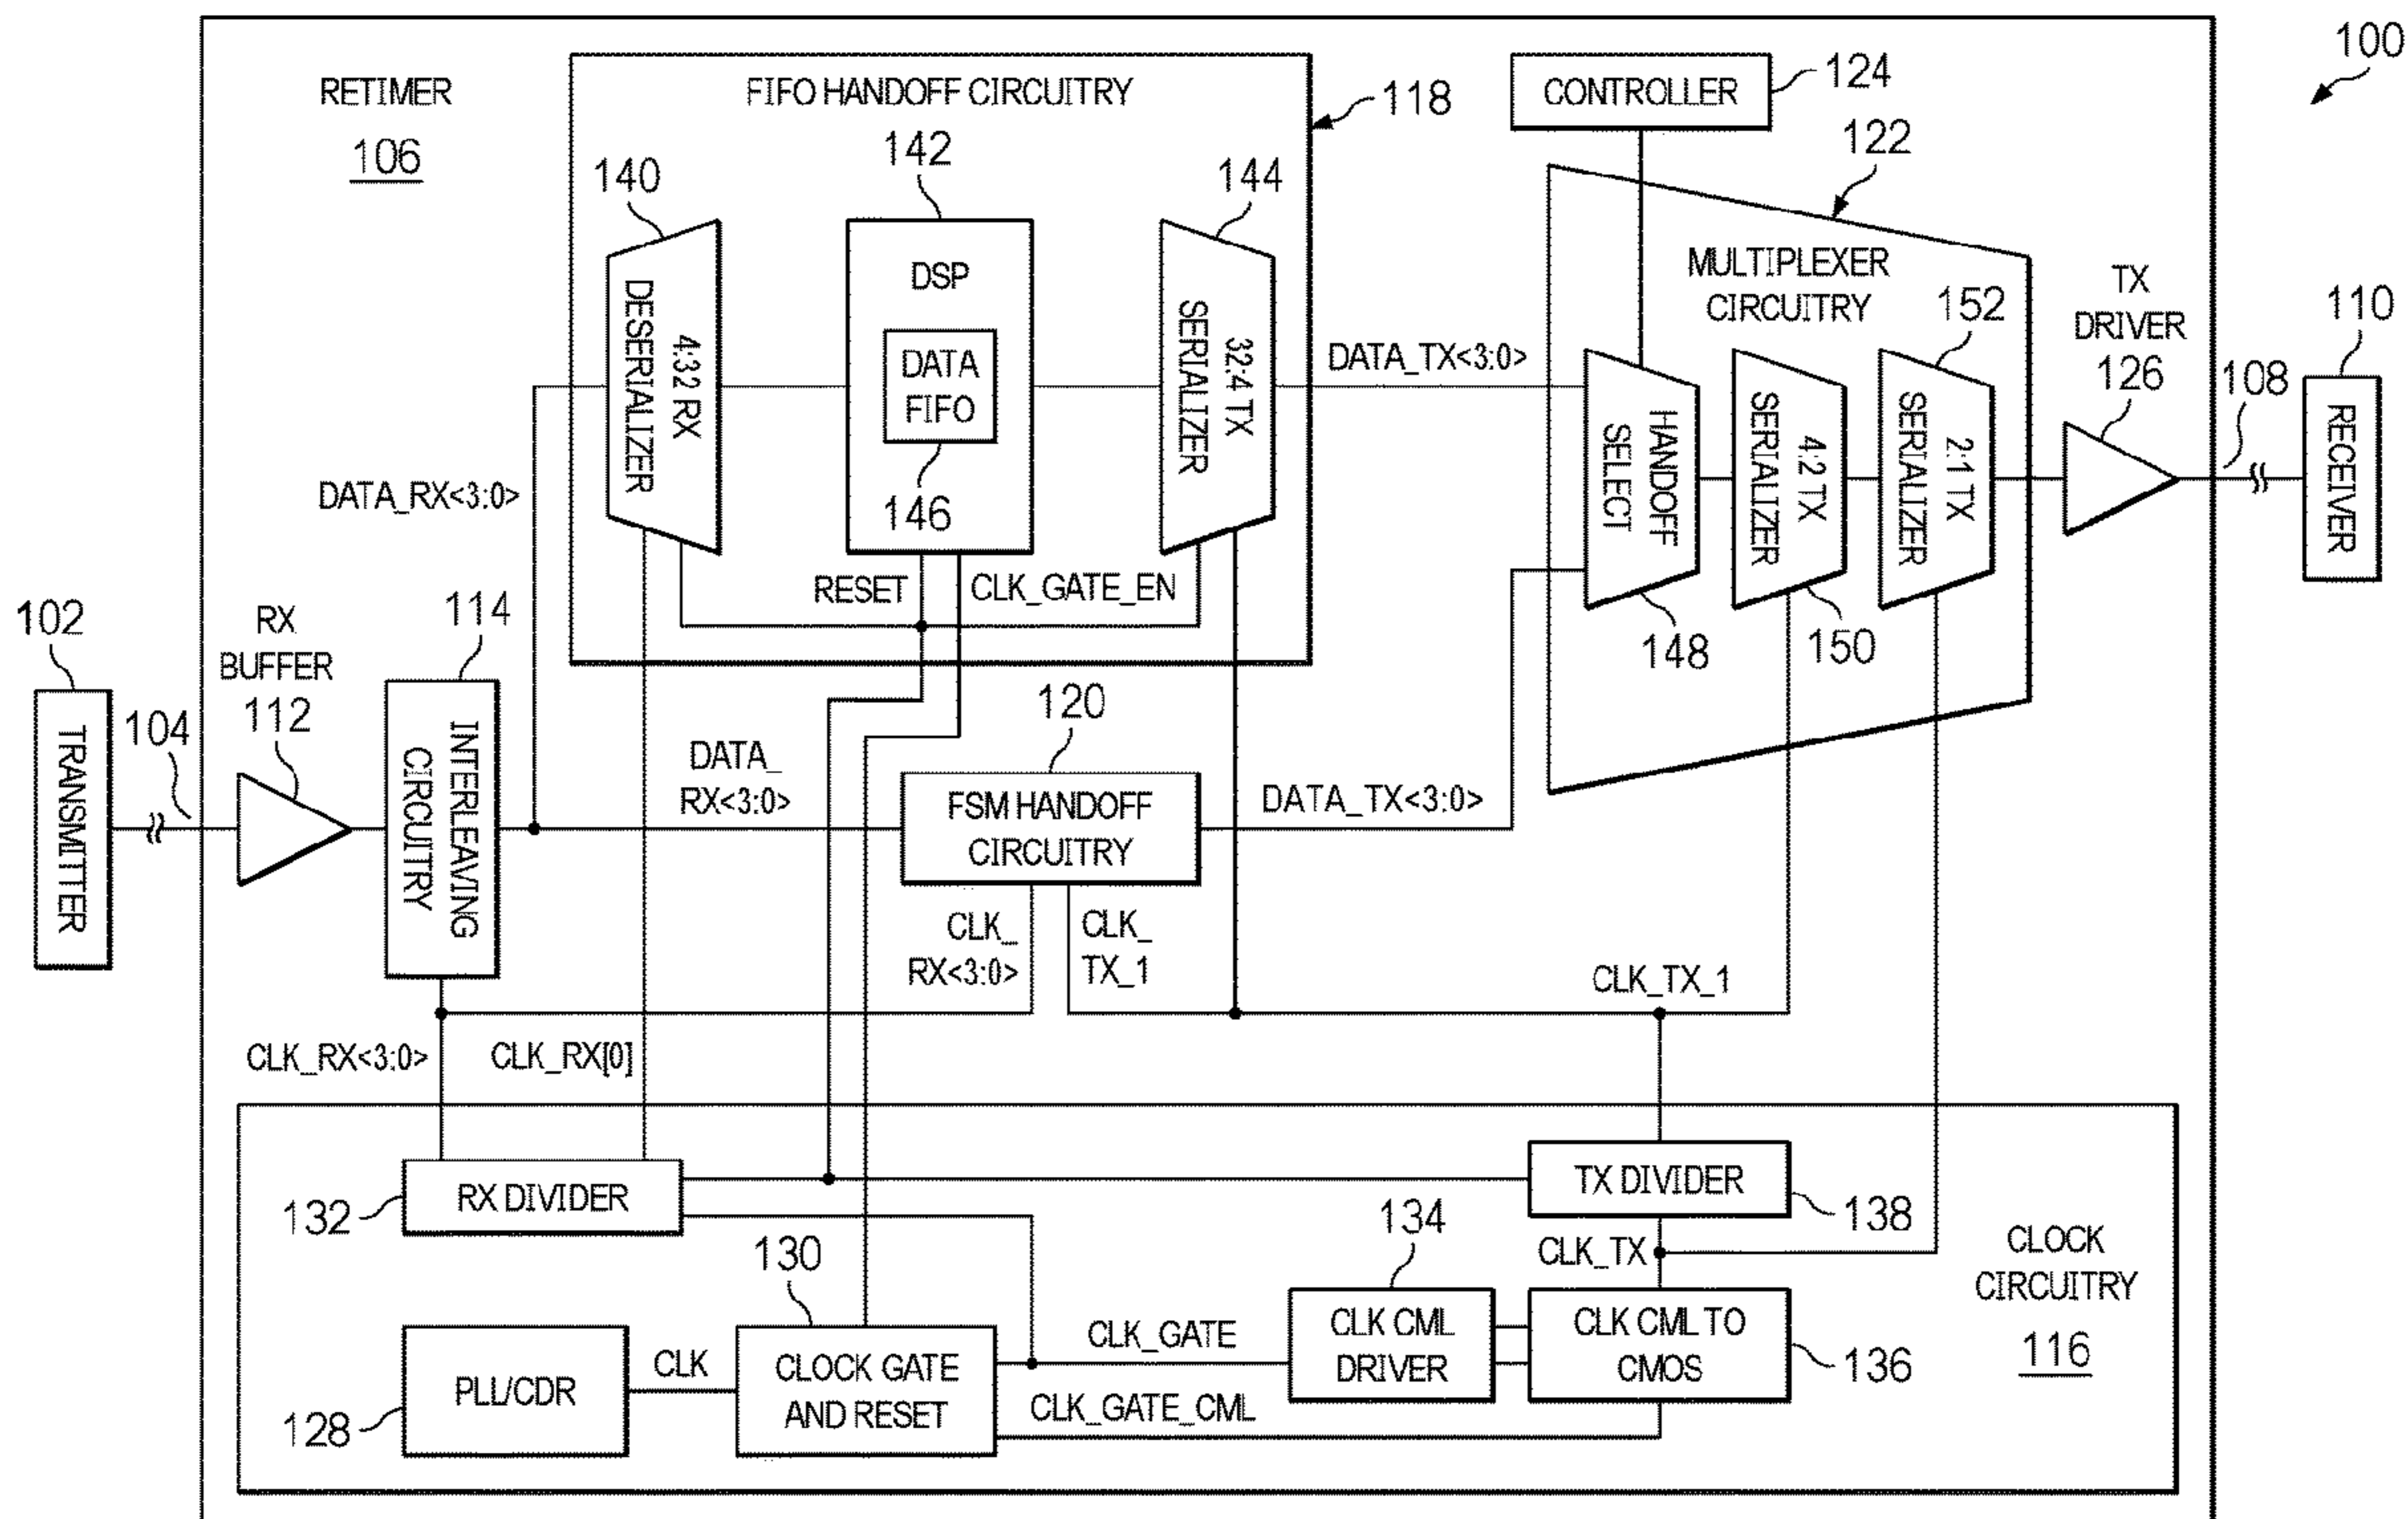 100
RETIMER
106
FIFO HANDOFF CIRCUITRY
118
CONTROLLER
124
122
140
142
144
4:32 RX
DESERIALIZER
DSP
DATA
FIFO
146
32:4 TX
SERIALIZER
RESET
CLK_GATE_EN
DATA_TX<3:0>
MULTIPLEXER
CIRCUITRY
HANDOFF
SELECT
148
4:2 TX
SERIALIZER
150
152
2:1 TX
SERIALIZER
TX
DRIVER
126
108
110
RECEIVER
DATA_RX<3:0>
102
TRANSMITTER
104
RX
BUFFER
112
114
INTERLEAVING
CIRCUITRY
DATA_
RX<3:0>
120
FSM HANDOFF
CIRCUITRY
DATA_TX<3:0>
CLK_
RX<3:0>
CLK_
TX_1
CLK_TX_1
CLK_RX<3:0>
CLK_RX[0]
RX DIVIDER
132
TX DIVIDER
138
130
134
CLK_TX
CLOCK
CIRCUITRY
116
PLL/CDR
128
CLK
CLOCK GATE
AND RESET
CLK_GATE
CLK_GATE_CML
CLK CML
DRIVER
CLK CML TO
CMOS
136